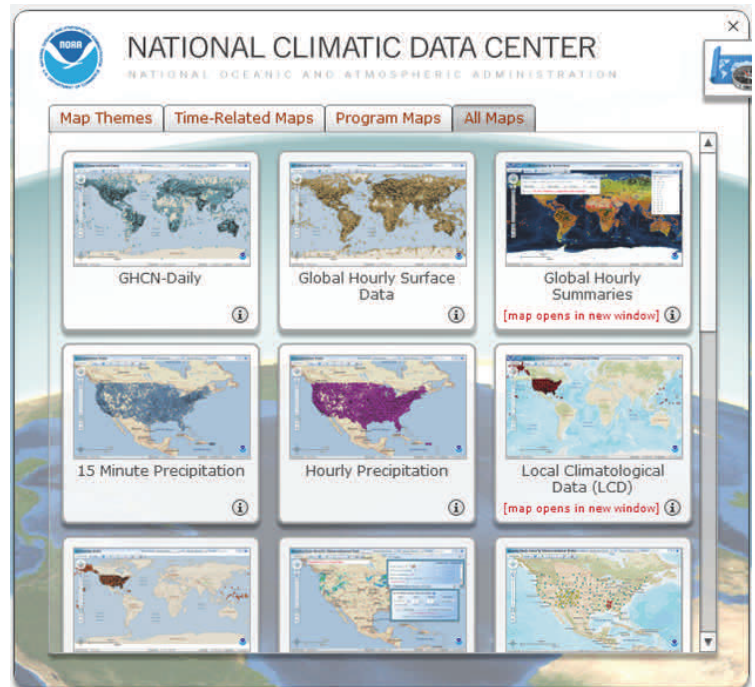 NOAA
NATIONAL CLIMATIC DATA CENTER
NATIONAL OCEANIC AND ATMOSPHERIC ADMINISTRATION
Map Themes
Time-Related Maps
Program Maps
All Maps
GHCN-Daily
Global Hourly Surface
Data
Global Hourly
Summaries
[map opens in new window]
15 Minute Precipitation
Hourly Precipitation
Local Climatological
Data (LCD)
[map opens in new window]